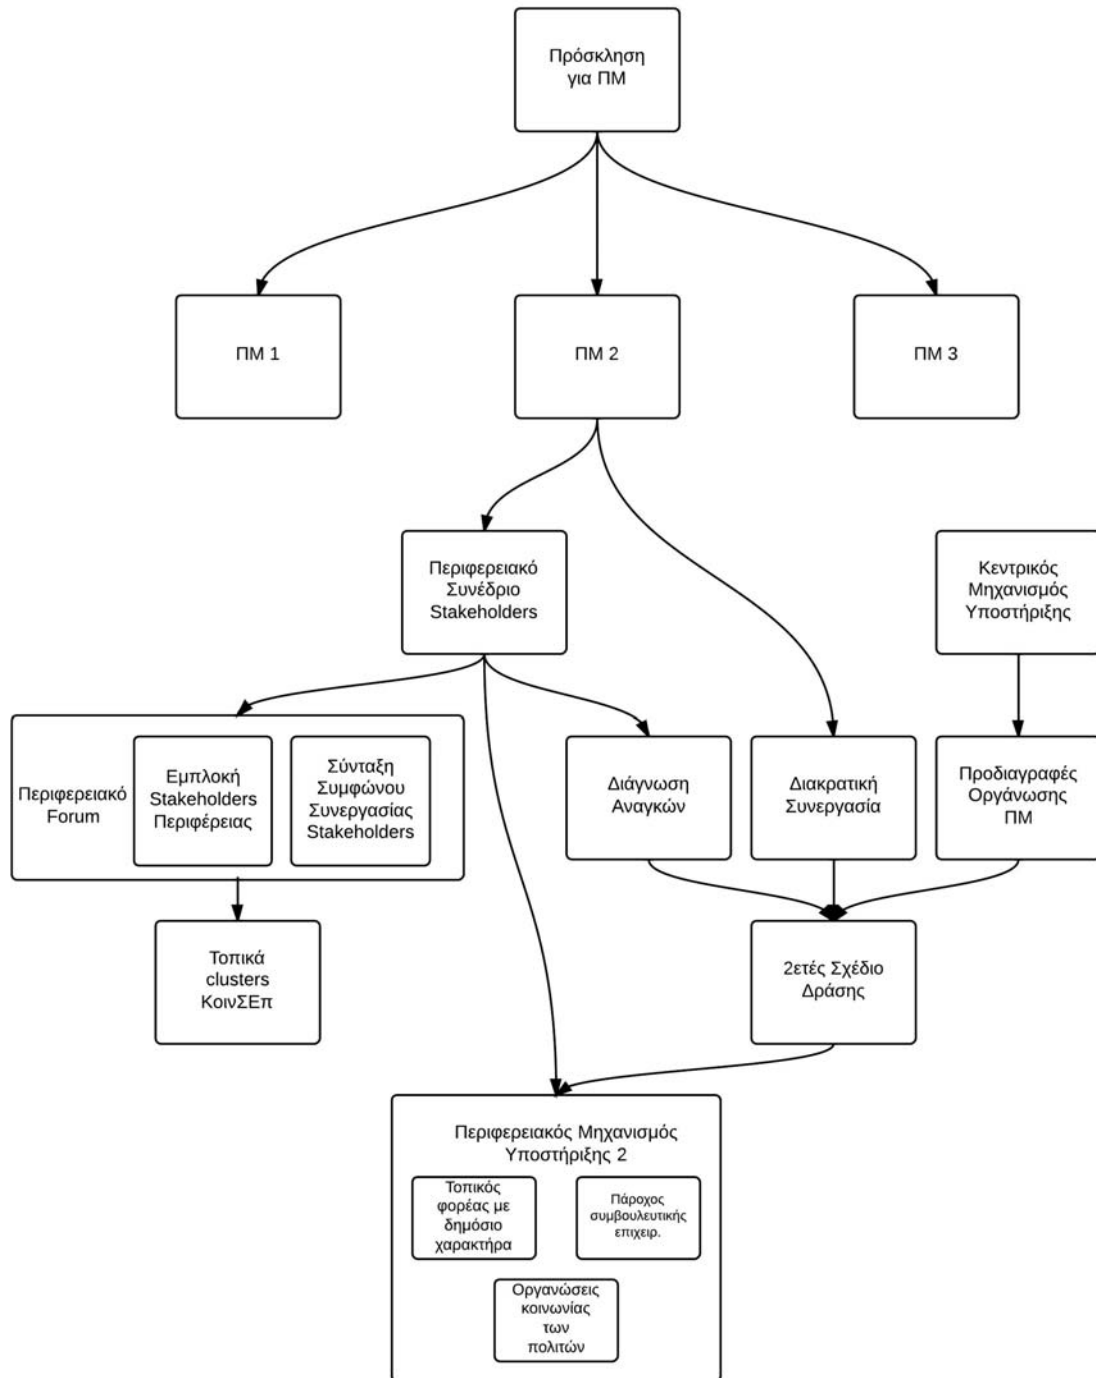 Πρόσκληση
για ΠΜ
ΠΜ 1
ΠΜ 2
ΠΜ 3
Περιφερειακό
Συνέδριο
Stakeholders
Κεντρικός
Μηχανισμός
Υποστήριξης
Περιφερειακό
Forum
Εμπλοκή
Stakeholders
Περιφέρειας
Σύνταξη
Συμφώνου
Συνεργασίας
Stakeholders
Διάγνωση
Αναγκών
Διακρατική
Συνεργασία
Προδιαγραφές
Οργάνωσης
ΠΜ
Τοπικά
clusters
ΚοινΣΕπ
2ετές Σχέδιο
Δράσης
Περιφερειακός Μηχανισμός
Υποστήριξης 2
Τοπικός
φορέας με
δημόσιο
χαρακτήρα
Πάροχος
συμβουλευτικής
επιχειρ.
Οργανώσεις
κοινωνίας
των
πολιτών